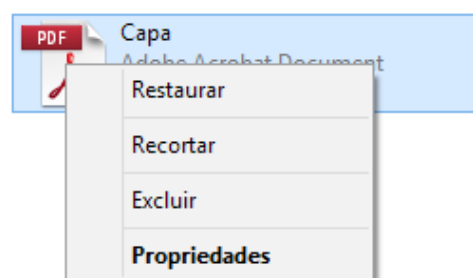 PDF
Capa
Adobe Acrobat Document
Restaurar
Recortar
Excluir
Propriedades